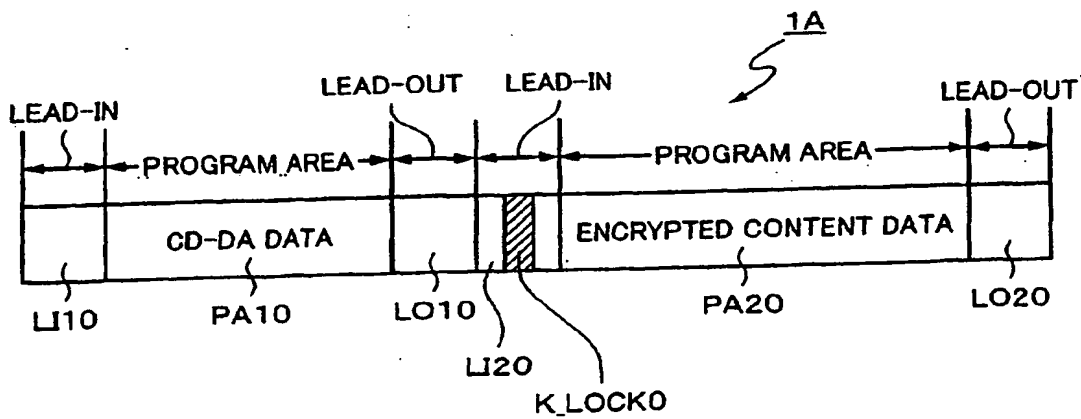 1A
LEAD-IN
LEAD-OUT
LEAD-IN
LEAD-OUT
PROGRAM AREA
PROGRAM AREA
CD-DA DATA
ENCRYPTED CONTENT DATA
LI10
PA10
LO10
LI20
PA20
LO20
K_LOCK0